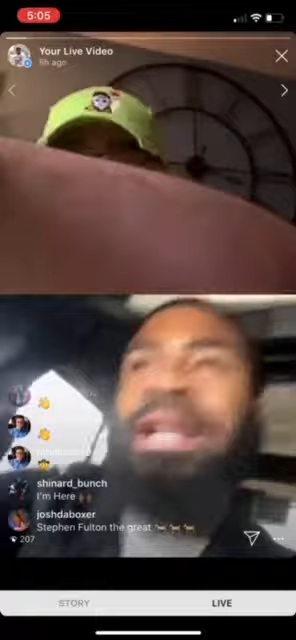 5:05
Your Live Video
6h ago
shinard_bunch
I'm Here
joshdaboxer
Stephen Fulton the great
207
STORY
LIVE